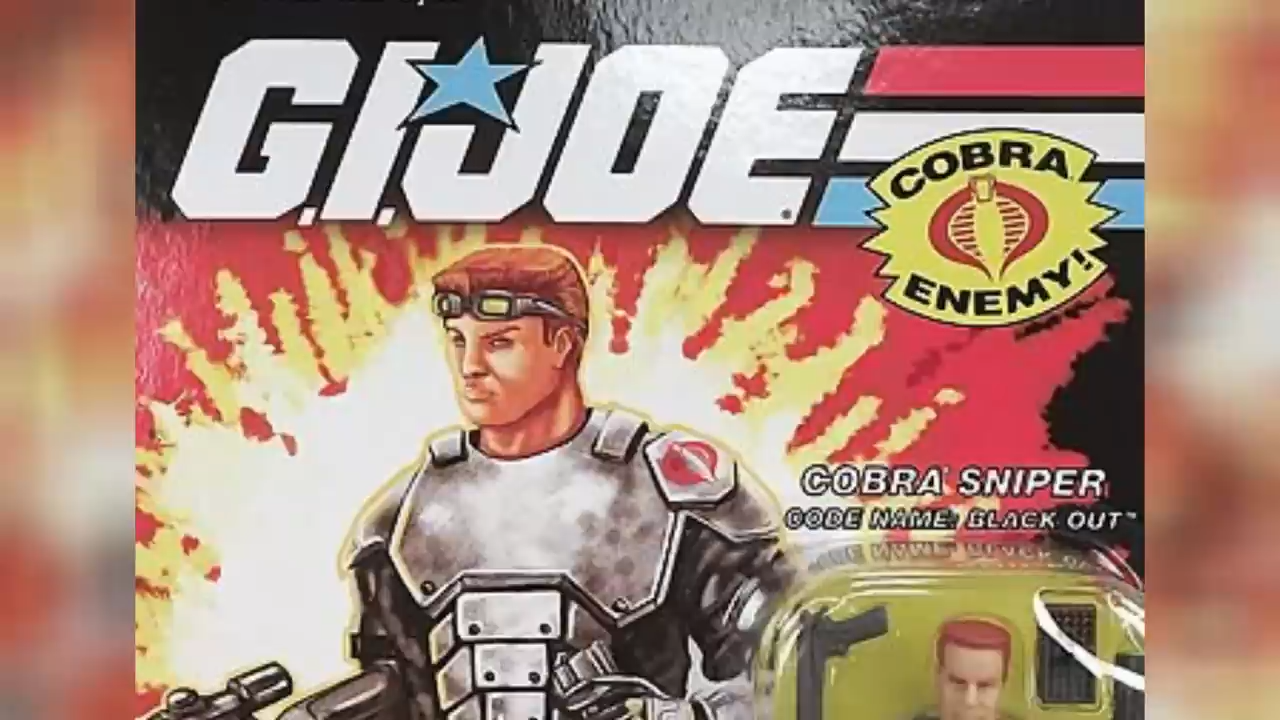 G.I.JOE.
COBRA
ENEMY!
COBRA SNIPER
CODE NAME: BLACK OUT™